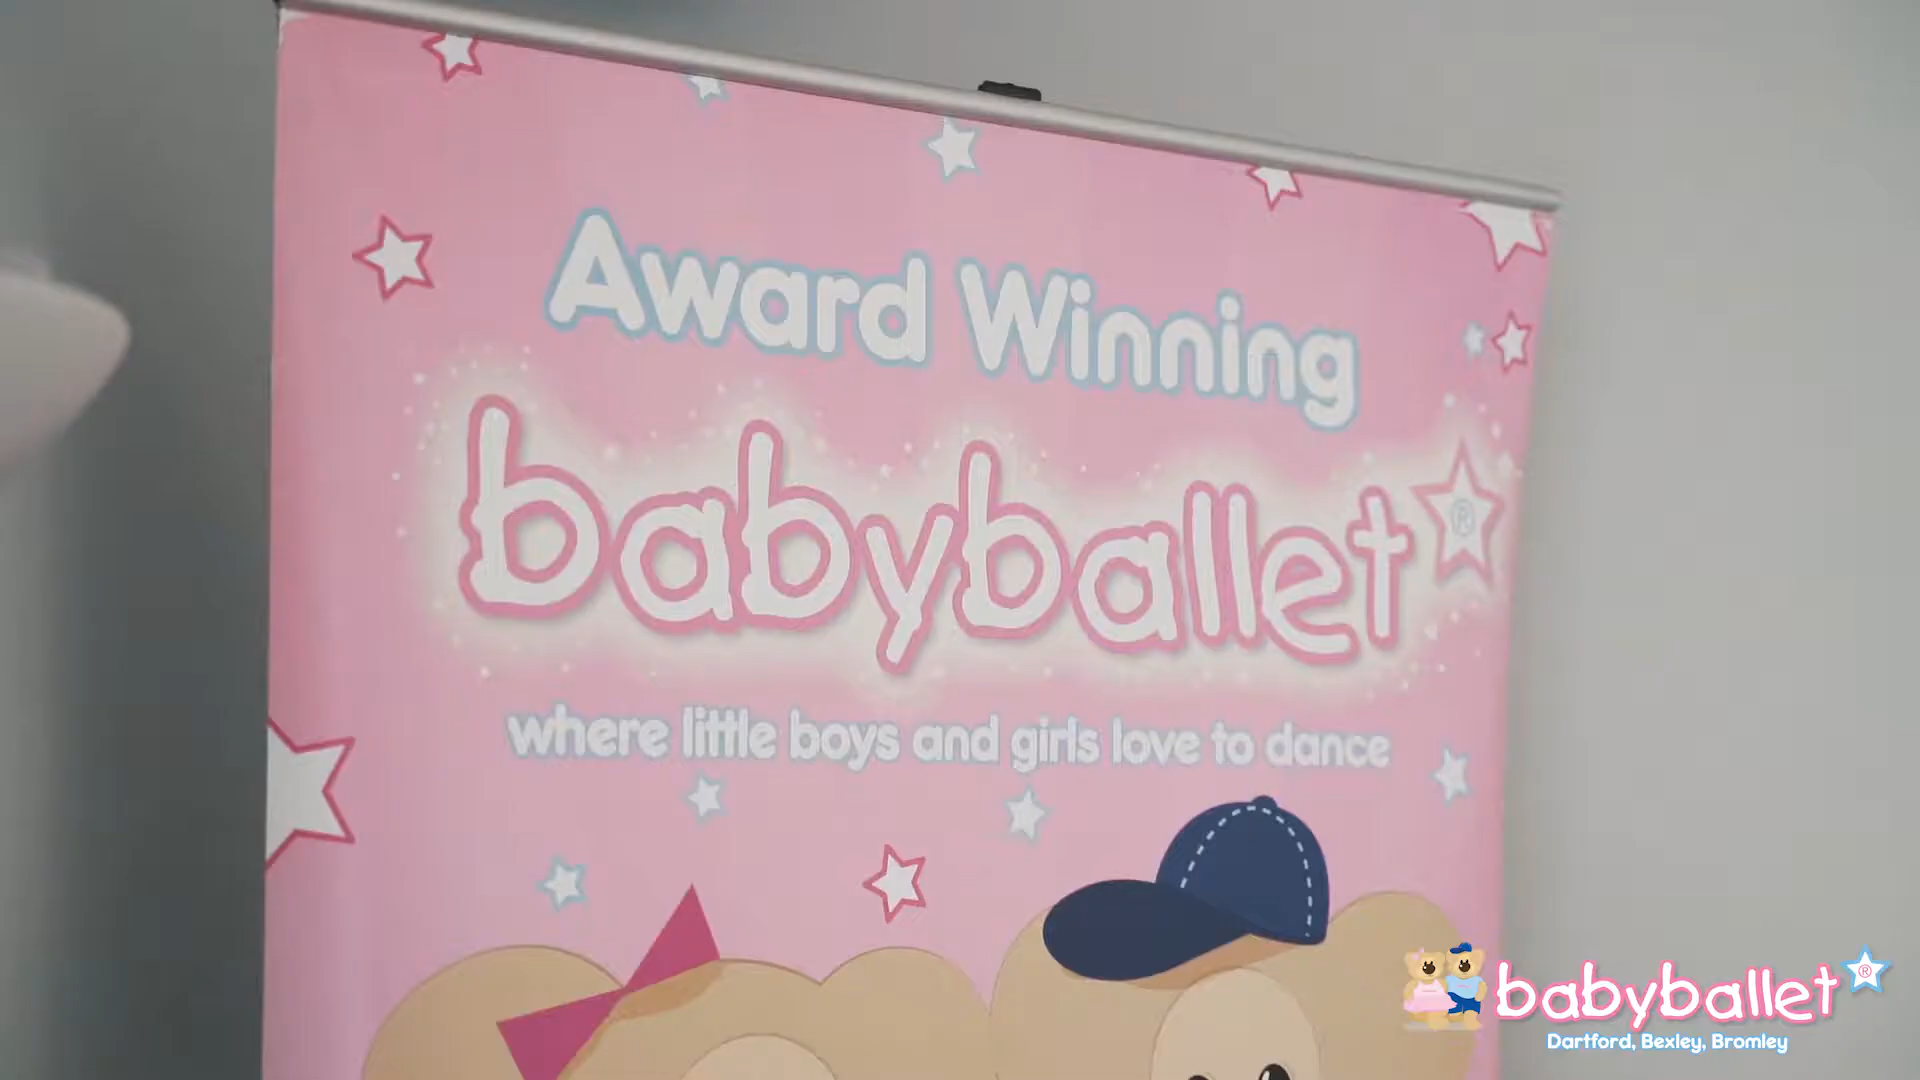 Award Winning
babyballet®
where little boys and girls love to dance
babyballet®
Dartford, Bexley, Bromley